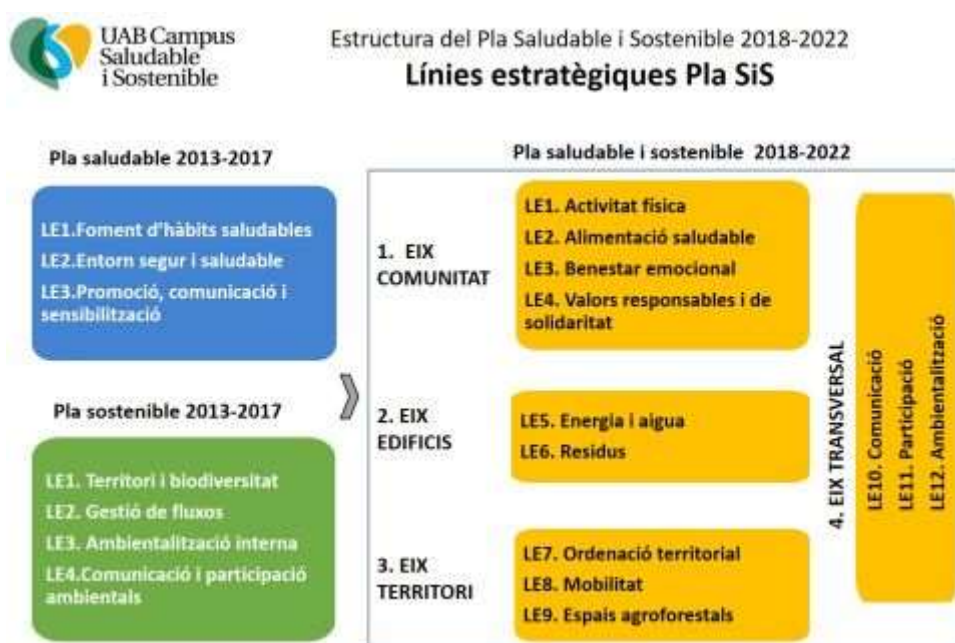 UAB Campus
Saludable
i Sostenible
Estructura del Pla Saludable i Sostenible 2018-2022
Línies estratègiques Pla SiS
Pla saludable 2013-2017
LE1.Foment d'hàbits saludables
LE2.Entorn segur i saludable
LE3.Promoció, comunicació i
sensibilització
Pla sostenible 2013-2017
LE1. Territori i biodiversitat
LE2. Gestió de fluxos
LE3. Ambientalització interna
LE4.Comunicació i participació
ambientals
Pla saludable i sostenible 2018-2022
1. EIX
COMUNITAT
LE1. Activitat física
LE2. Alimentació saludable
LE3. Benestar emocional
LE4. Valors responsables i de
solidaritat
2. EIX
EDIFICIS
LE5. Energia i aigua
LE6. Residus
3. EIX
TERRITORI
LE7. Ordenació territorial
LE8. Mobilitat
LE9. Espais agroforestals
4. EIX TRANSVERSAL
LE10. Comunicació
LE11. Participació
LE12. Ambientalització